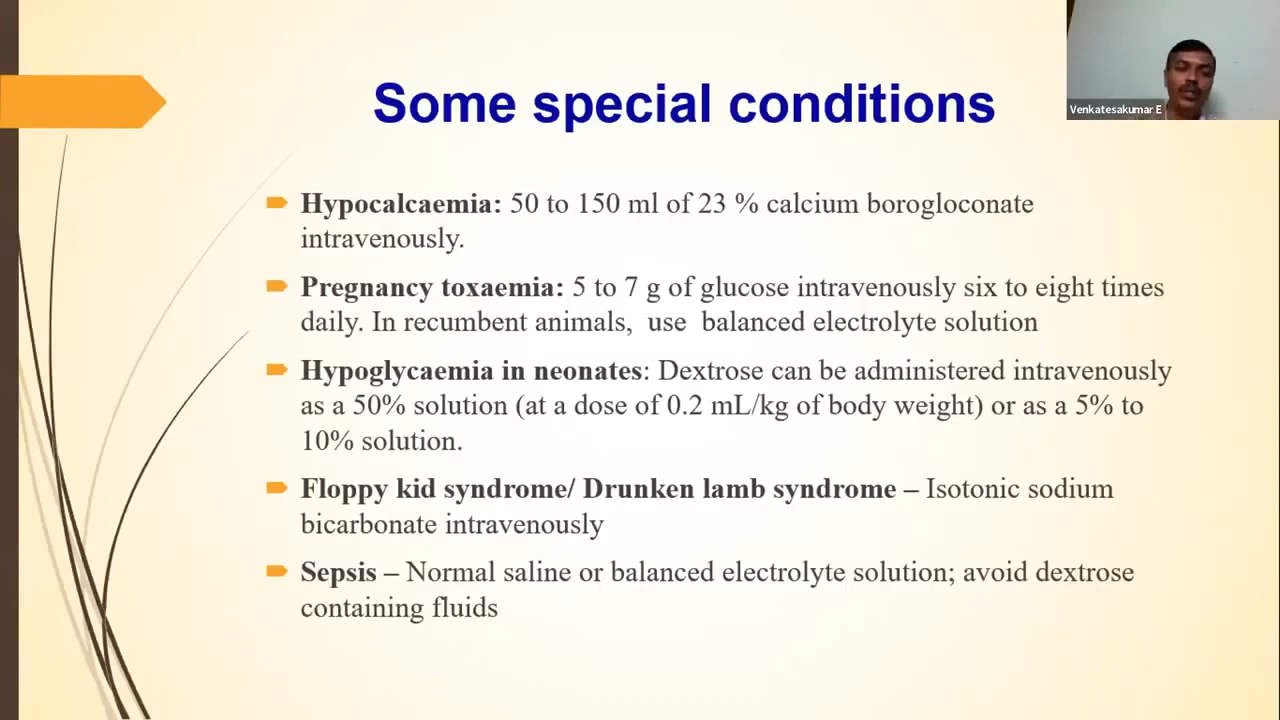 Some special conditions
Venkatesakumar E
Hypocalcaemia: 50 to 150 ml of 23 % calcium borogloconate
intravenously.
Pregnancy toxaemia: 5 to 7 g of glucose intravenously six to eight times
daily. In recumbent animals, use balanced electrolyte solution
Hypoglycaemia in neonates: Dextrose can be administered intravenously
as a 50% solution (at a dose of 0.2 mL/kg of body weight) or as a 5% to
10% solution.
Floppy kid syndrome/ Drunken lamb syndrome – Isotonic sodium
bicarbonate intravenously
Sepsis – Normal saline or balanced electrolyte solution; avoid dextrose
containing fluids